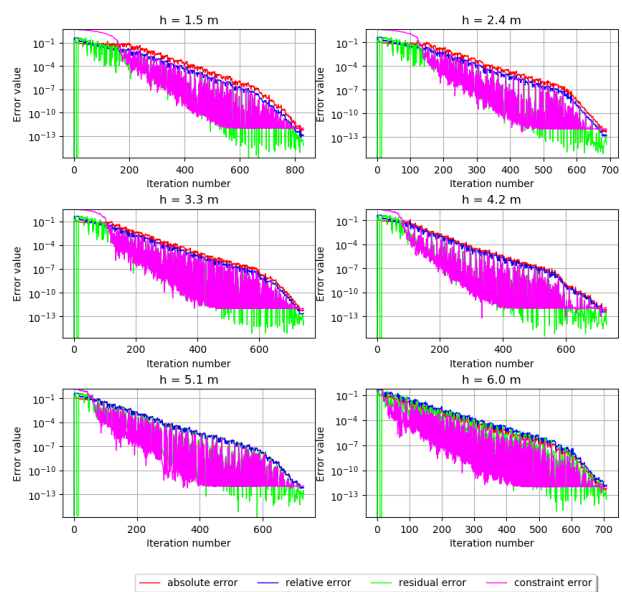 h = 1.5 m
h = 2.4 m
Error value
10⁻¹
10⁻⁴
10⁻⁷
10⁻¹⁰
10⁻¹³
0 200 400 600 800
Iteration number
Error value
10⁻¹
10⁻⁴
10⁻⁷
10⁻¹⁰
10⁻¹³
0 100 200 300 400 500 600 700
Iteration number
h = 3.3 m
h = 4.2 m
Error value
10⁻¹
10⁻⁴
10⁻⁷
10⁻¹⁰
10⁻¹³
0 200 400 600
Iteration number
Error value
10⁻¹
10⁻⁴
10⁻⁷
10⁻¹⁰
10⁻¹³
0 200 400 600
Iteration number
h = 5.1 m
h = 6.0 m
Error value
10⁻¹
10⁻⁴
10⁻⁷
10⁻¹⁰
10⁻¹³
0 200 400 600
Iteration number
Error value
10⁻¹
10⁻⁴
10⁻⁷
10⁻¹⁰
10⁻¹³
0 100 200 300 400 500 600 700
Iteration number
absolute error relative error residual error constraint error